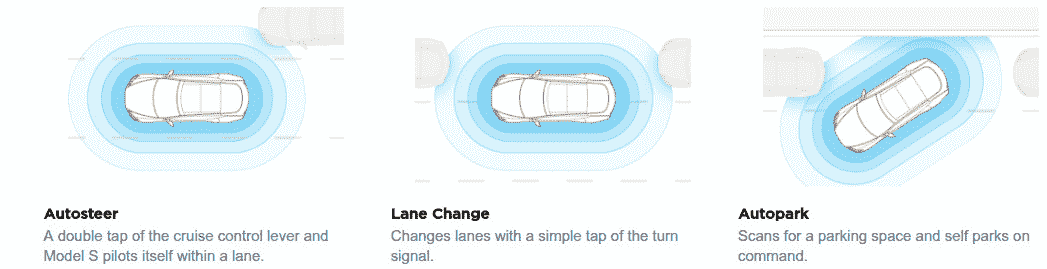 Autosteer
A double tap of the cruise control lever and
Model S pilots itself within a lane.
Lane Change
Changes lanes with a simple tap of the turn
signal.
Autopark
Scans for a parking space and self parks on
command.